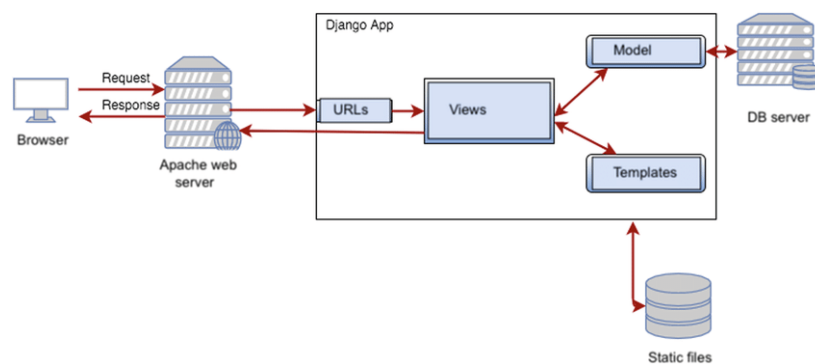 Django App
Request
Response
Browser
Apache web
server
URLs
Views
Model
Templates
DB server
Static files